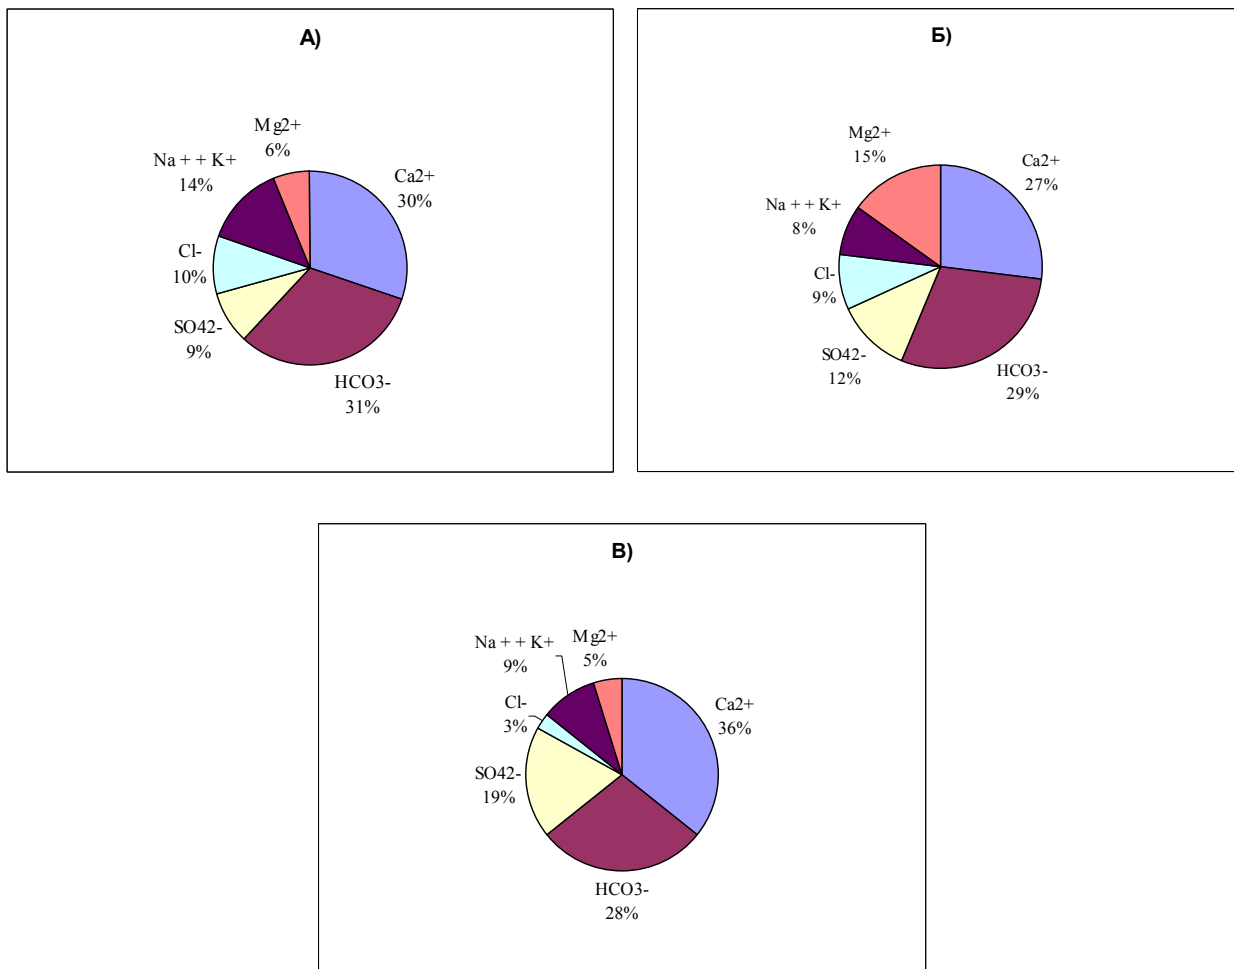 А)
Mg2+
6%
Ca2+
30%
Na + + K+
14%
Cl-
10%
SO42-
9%
HCO3-
31%
Б)
Mg2+
15%
Ca2+
27%
Na + + K+
8%
Cl-
9%
SO42-
12%
HCO3-
29%
В)
Na + + K+
9%
Mg2+
5%
Ca2+
36%
Cl-
3%
SO42-
19%
HCO3-
28%